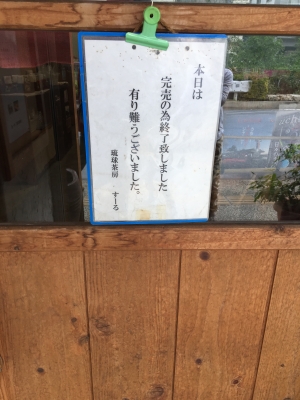 本日は
完売の為終了致しました
有り難うございました。
琉球茶房 すーる